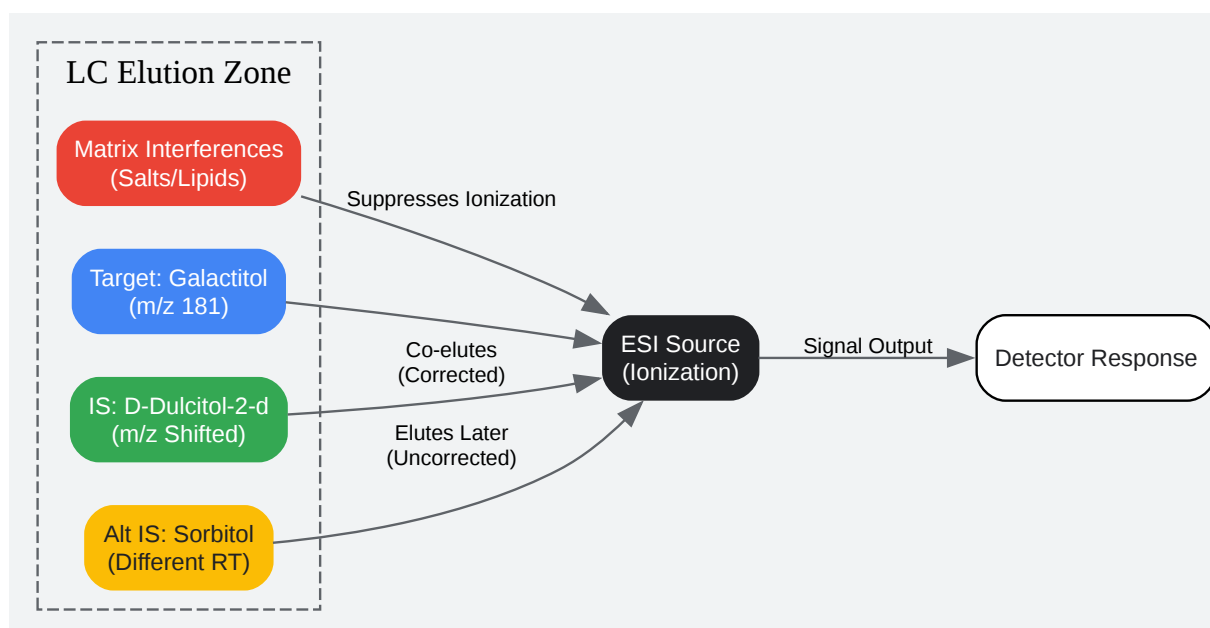 LC Elution Zone
Matrix Interferences
(Salts/Lipids)
Suppresses Ionization
Target: Galactitol
(m/z 181)
Co-elutes
(Corrected)
IS: D-Dulcitol-2-d
(m/z Shifted)
Elutes Later
(Uncorrected)
Alt IS: Sorbitol
(Different RT)
ESI Source
(Ionization)
Signal Output
Detector Response